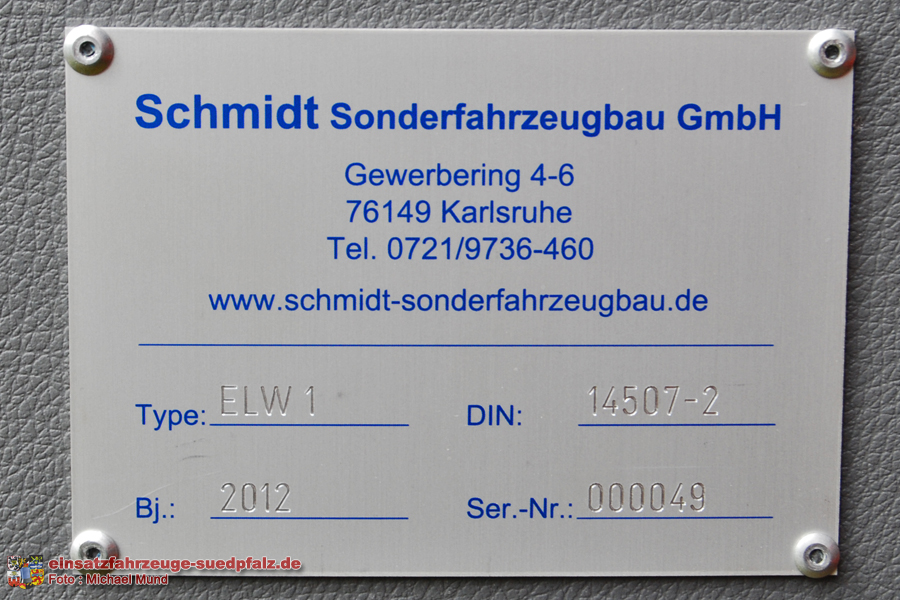 Schmidt Sonderfahrzeugbau GmbH
Gewerbering 4-6
76149 Karlsruhe
Tel. 0721/9736-460
www.schmidt-sonderfahrzeugbau.de
Type: ELW 1 DIN: 14507-2
Bj.: 2012 Ser.-Nr.: 000049
einsatzfahrzeuge-suedpfalz.de
Foto : Michael Mund